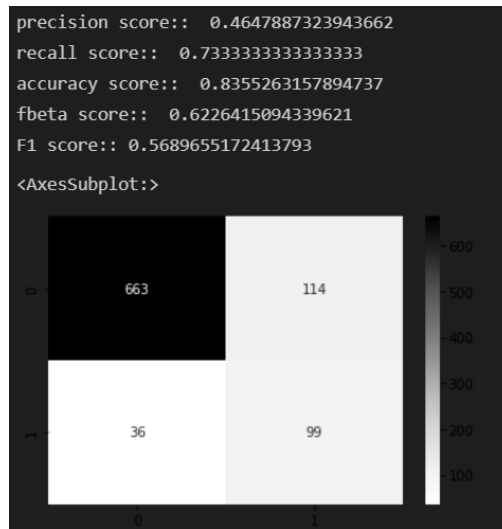 precision score::  0.4647887323943662
recall score::  0.7333333333333333
accuracy score::  0.8355263157894737
fbeta score::  0.6226415094339621
F1 score:: 0.5689655172413793
<AxesSubplot:>
600
0 663 114
500
400
300
200
1 36 99
100
0 1